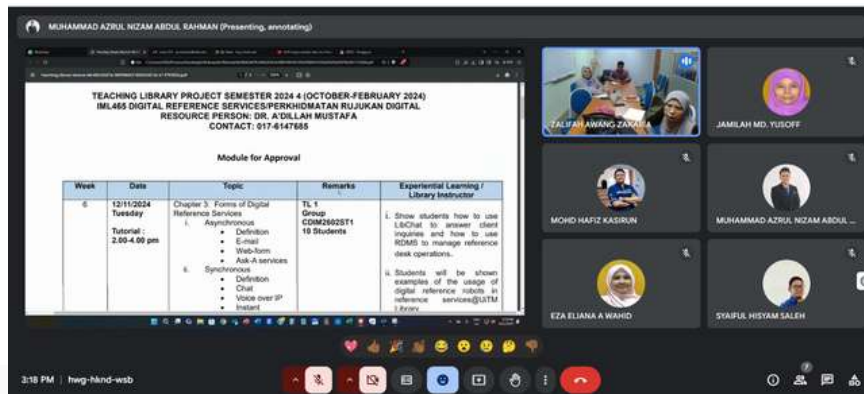 MUHAMMAD AZRUL NIZAM ABDUL RAHMAN (Presenting, annotating)
TEACHING LIBRARY PROJECT SEMESTER 2024 4 (OCTOBER-FEBRUARY 2024)
IML465 DIGITAL REFERENCE SERVICES/PERKHIDMATAN RUJUKAN DIGITAL
RESOURCE PERSON: DR. A'DILLAH MUSTAFA
CONTACT: 017-6147685
Module for Approval
Week
Date
Topic
Remarks
Experiential Learning /
Library Instructor
6
12/11/2024
Tuesday
Tutorial :
2.00-4.00 pm
Chapter 3: Forms of Digital
Reference Services
i. Asynchronous
• Definition
• E-mail
• Web-form
• Ask-A services
ii. Synchronous
• Definition
• Chat
• Voice over IP
• Instant
TL 1
Group
CDIM2602ST1
18 Students
i. Show students how to use
LibChat to answer client
inquiries and how to use
RDMS to manage reference
desk operations.
ii. Students will be shown
examples of the usage of
digital reference robots in
reference services@UiTM
Library
ZALIFAH AWANG ZAKARIA
JAMILAH MD. YUSOFF
MOHD HAFIZ KASIRUN
MUHAMMAD AZRUL NIZAM ABDUL ...
EZA ELIANA A WAHID
SYAIFUL HISYAM SALEH
3:18 PM | hwg-hknd-wsb
7